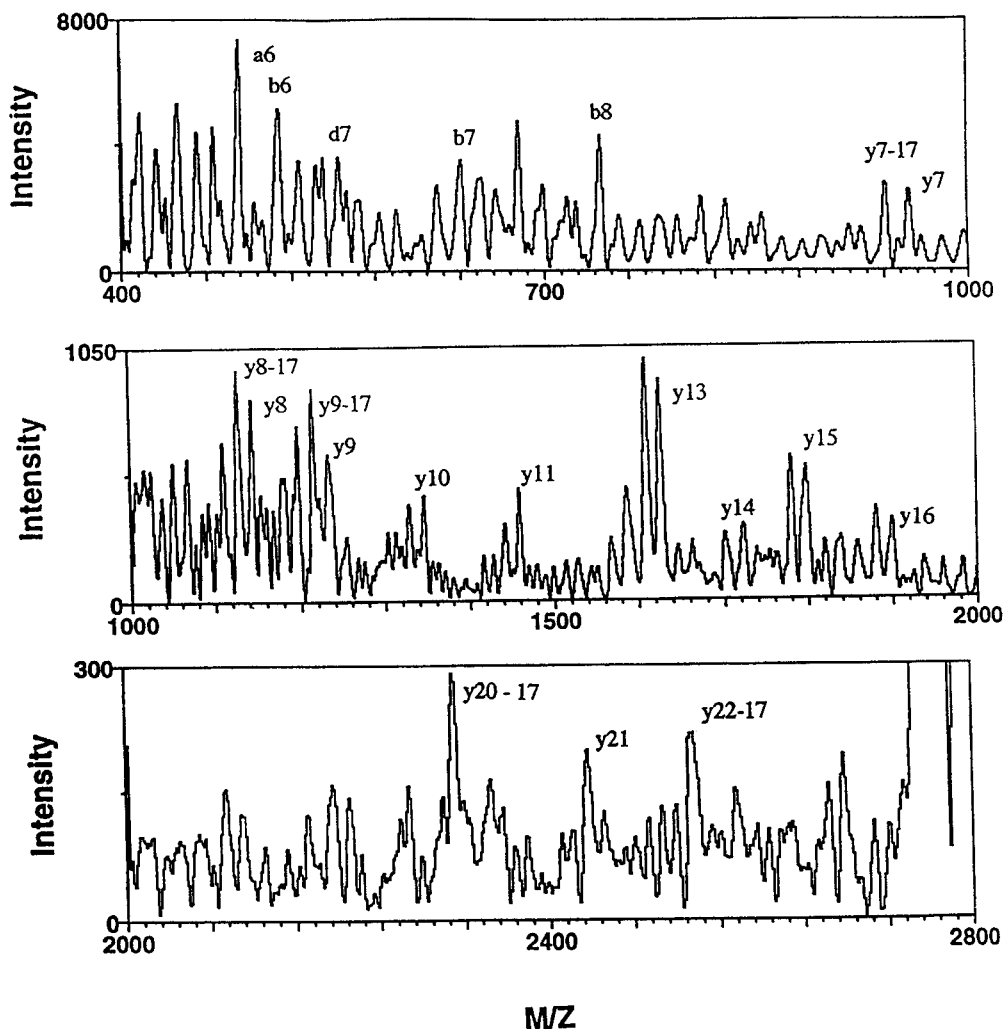 8000
Intensity
a6
b6
d7
b7
b8
y7-17
y7
0
400
700
1000
1050
Intensity
y8-17
y8
y9-17
y9
y10
y11
y13
y14
y15
y16
0
1000
1500
2000
300
Intensity
y20 - 17
y21
y22-17
0
2000
2400
2800
M/Z